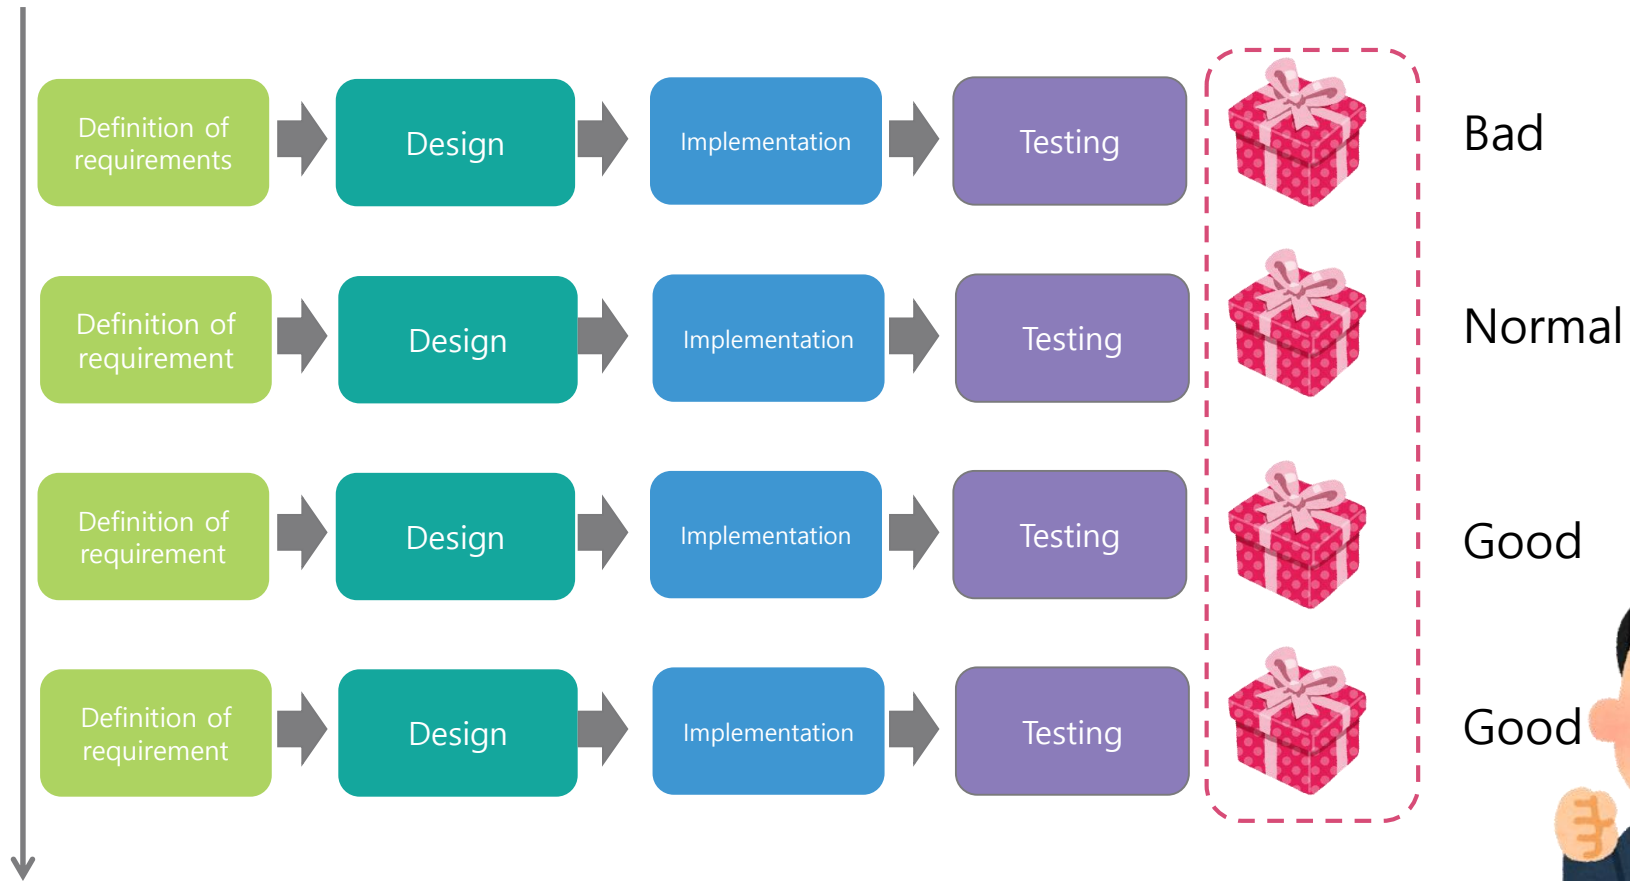 Definition of
requirements
Design
Implementation
Testing
Bad
Definition of
requirement
Design
Implementation
Testing
Normal
Definition of
requirement
Design
Implementation
Testing
Good
Definition of
requirement
Design
Implementation
Testing
Good